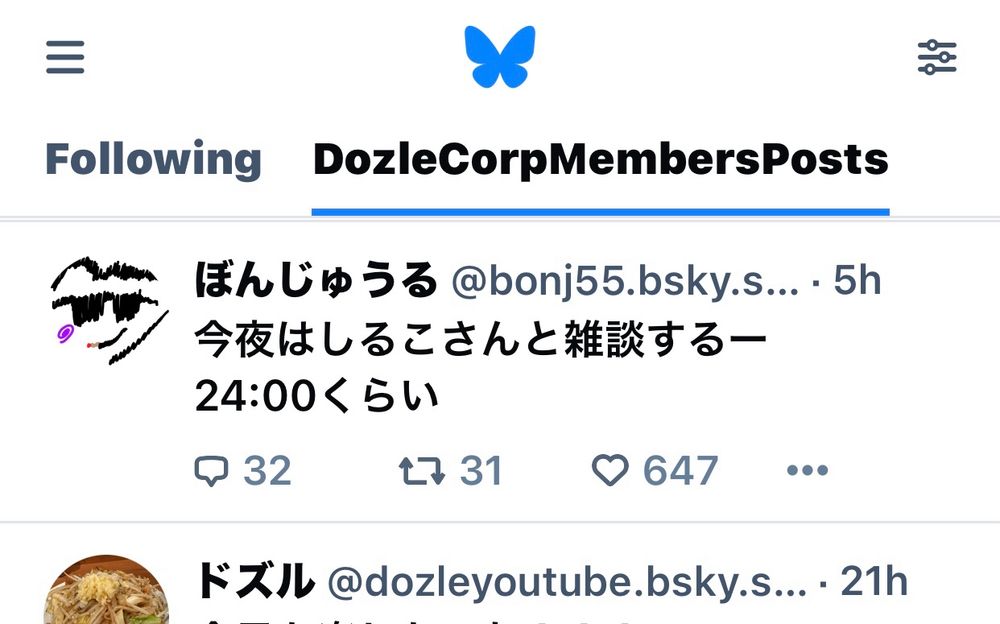 Following DozleCorpMembersPosts
ぼんじゅうる @bonj55.bsky.s... · 5h
今夜はしるこさんと雑談するー
24:00くらい
32 31 647
ドズル @dozleyoutube.bsky.s... · 21h